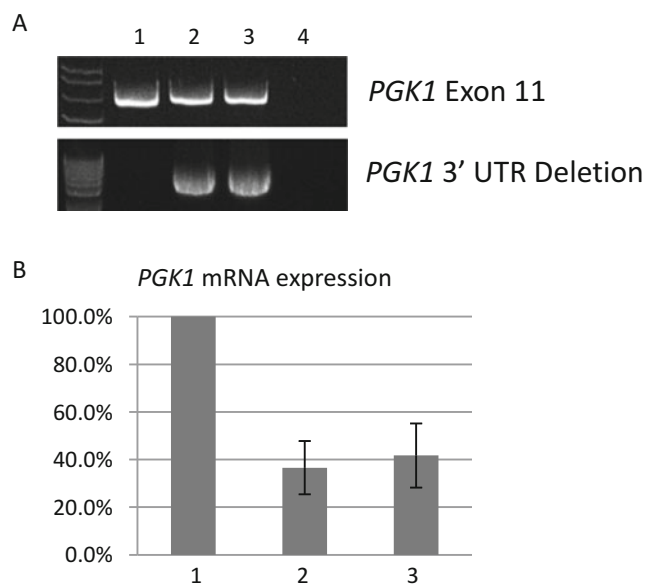 A
1 2 3 4
PGK1 Exon 11
PGK1 3’ UTR Deletion
B
PGK1 mRNA expression
100.0%
80.0%
60.0%
40.0%
20.0%
0.0%
1 2 3